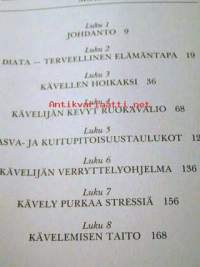 Luku 1
JOHDANTO 9
Luku 2
DIATA — TERVEELLINEN ELÄMÄNTAPA 19
Luku 3
KÄVELLEN HOIKAKSI 36
antikvaari.fi
KÄVELIJÄN KEVYT RUOKAVALIO 68
Luku 5
ASVA- JA KUITUPITOISUUSTAULUKOT 12
Luku 6
KÄVELIJÄN VERRYTTELYOHJELMA 136
Luku 7
KÄVELY PURKAA STRESSIÄ 156
Luku 8
KÄVELEMISEN TAITO 168